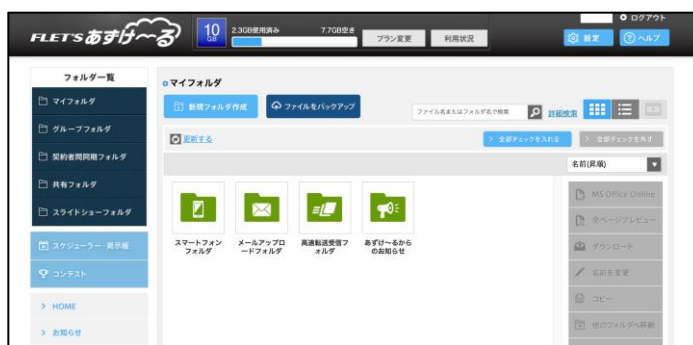 FLET'S あずけ〜る
10
GB
2.3GB使用済み
7.7GB空き
プラン変更
利用状況
ログアウト
設定
ヘルプ
フォルダ一覧
マイフォルダ
グループフォルダ
契約者間同期フォルダ
共有フォルダ
スライドショーフォルダ
スケジューラー・掲示板
コンテスト
HOME
お知らせ
マイフォルダ
新規フォルダ作成
ファイルをバックアップ
ファイル名またはフォルダ名で検索
詳細検索
更新する
全部チェックを入れる
全部チェックを外す
名前(昇順)
スマートフォン
フォルダ
メールアップロ
ードフォルダ
高速転送受信フ
ォルダ
あずけ〜るから
のお知らせ
MS Office Online
全ページプレビュー
ダウンロード
名前を変更
コピー
他のフォルダへ移動